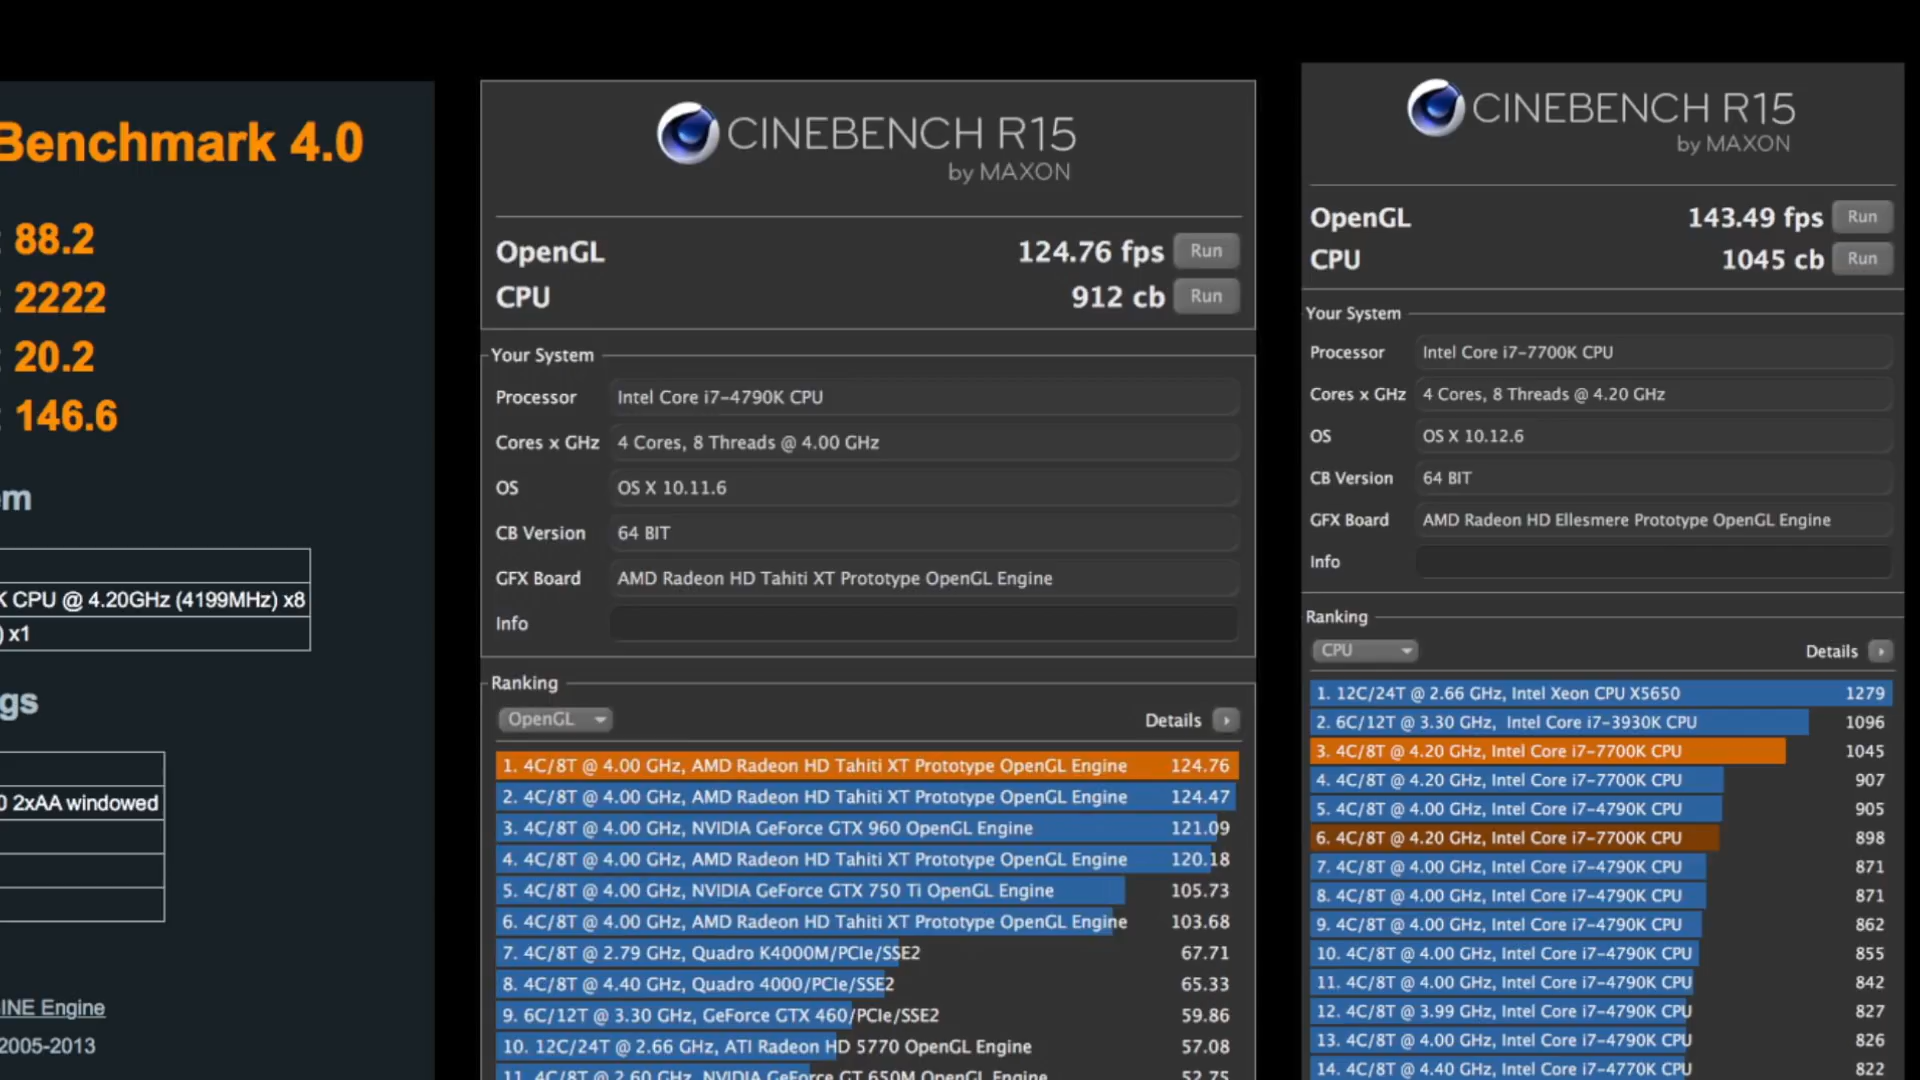 Benchmark 4.0
: 88.2
: 2222
: 20.2
: 146.6
em
K CPU @ 4.20GHz (4199MHz) x8
) x1
gs
0 2xAA windowed
INE Engine
2005-2013
CINEBENCH R15
by MAXON
OpenGL 124.76 fps Run
CPU 912 cb Run
Your System
Processor Intel Core i7-4790K CPU
Cores x GHz 4 Cores, 8 Threads @ 4.00 GHz
OS OS X 10.11.6
CB Version 64 BIT
GFX Board AMD Radeon HD Tahiti XT Prototype OpenGL Engine
Info
Ranking
OpenGL Details
1. 4C/8T @ 4.00 GHz, AMD Radeon HD Tahiti XT Prototype OpenGL Engine 124.76
2. 4C/8T @ 4.00 GHz, AMD Radeon HD Tahiti XT Prototype OpenGL Engine 124.47
3. 4C/8T @ 4.00 GHz, NVIDIA GeForce GTX 960 OpenGL Engine 121.09
4. 4C/8T @ 4.00 GHz, AMD Radeon HD Tahiti XT Prototype OpenGL Engine 120.18
5. 4C/8T @ 4.00 GHz, NVIDIA GeForce GTX 750 Ti OpenGL Engine 105.73
6. 4C/8T @ 4.00 GHz, AMD Radeon HD Tahiti XT Prototype OpenGL Engine 103.68
7. 4C/8T @ 2.79 GHz, Quadro K4000M/PCIe/SSE2 67.71
8. 4C/8T @ 4.40 GHz, Quadro 4000/PCIe/SSE2 65.33
9. 6C/12T @ 3.30 GHz, GeForce GTX 460/PCIe/SSE2 59.86
10. 12C/24T @ 2.66 GHz, ATI Radeon HD 5770 OpenGL Engine 57.08
11. 4C/8T @ 2.60 GHz, NVIDIA GeForce GT 650M OpenGL Engine 52.75
CINEBENCH R15
by MAXON
OpenGL 143.49 fps Run
CPU 1045 cb Run
Your System
Processor Intel Core i7-7700K CPU
Cores x GHz 4 Cores, 8 Threads @ 4.20 GHz
OS OS X 10.12.6
CB Version 64 BIT
GFX Board AMD Radeon HD Ellesmere Prototype OpenGL Engine
Info
Ranking
CPU Details
1. 12C/24T @ 2.66 GHz, Intel Xeon CPU X5650 1279
2. 6C/12T @ 3.30 GHz, Intel Core i7-3930K CPU 1096
3. 4C/8T @ 4.20 GHz, Intel Core i7-7700K CPU 1045
4. 4C/8T @ 4.20 GHz, Intel Core i7-7700K CPU 907
5. 4C/8T @ 4.00 GHz, Intel Core i7-4790K CPU 905
6. 4C/8T @ 4.20 GHz, Intel Core i7-7700K CPU 898
7. 4C/8T @ 4.00 GHz, Intel Core i7-4790K CPU 871
8. 4C/8T @ 4.00 GHz, Intel Core i7-4790K CPU 871
9. 4C/8T @ 4.00 GHz, Intel Core i7-4790K CPU 862
10. 4C/8T @ 4.00 GHz, Intel Core i7-4790K CPU 855
11. 4C/8T @ 4.00 GHz, Intel Core i7-4790K CPU 842
12. 4C/8T @ 3.99 GHz, Intel Core i7-4790K CPU 827
13. 4C/8T @ 4.00 GHz, Intel Core i7-4790K CPU 826
14. 4C/8T @ 4.40 GHz, Intel Core i7-4770K CPU 822